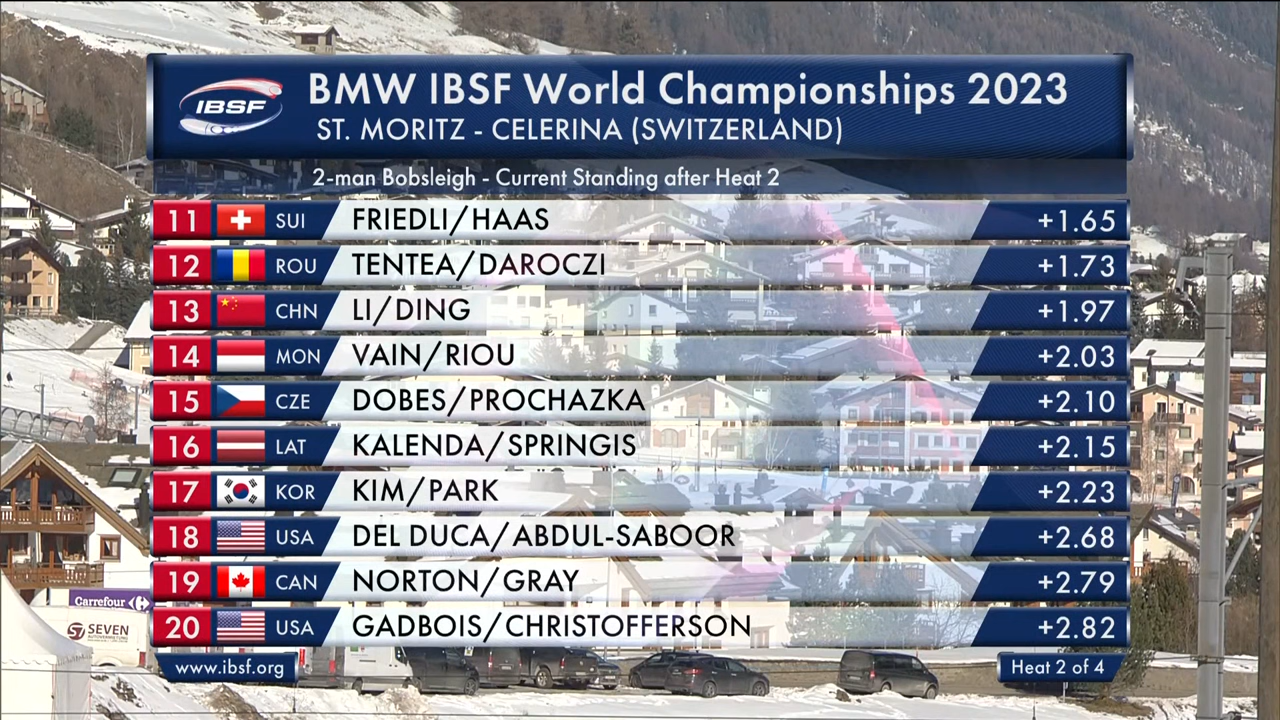 IBSF
BMW IBSF World Championships 2023
ST. MORITZ - CELERINA (SWITZERLAND)
2-man Bobsleigh - Current Standing after Heat 2
11 SUI FRIEDLI/HAAS +1.65
12 ROU TENTEA/DAROCZI +1.73
13 CHN LI/DING +1.97
14 MON VAIN/RIOU +2.03
15 CZE DOBES/PROCHAZKA +2.10
16 LAT KALENDA/SPRINGIS +2.15
17 KOR KIM/PARK +2.23
18 USA DEL DUCA/ABDUL-SABOOR +2.68
19 CAN NORTON/GRAY +2.79
20 USA GADBOIS/CHRISTOFFERSON +2.82
Carrefour
S7 SEVEN
www.ibsf.org Heat 2 of 4